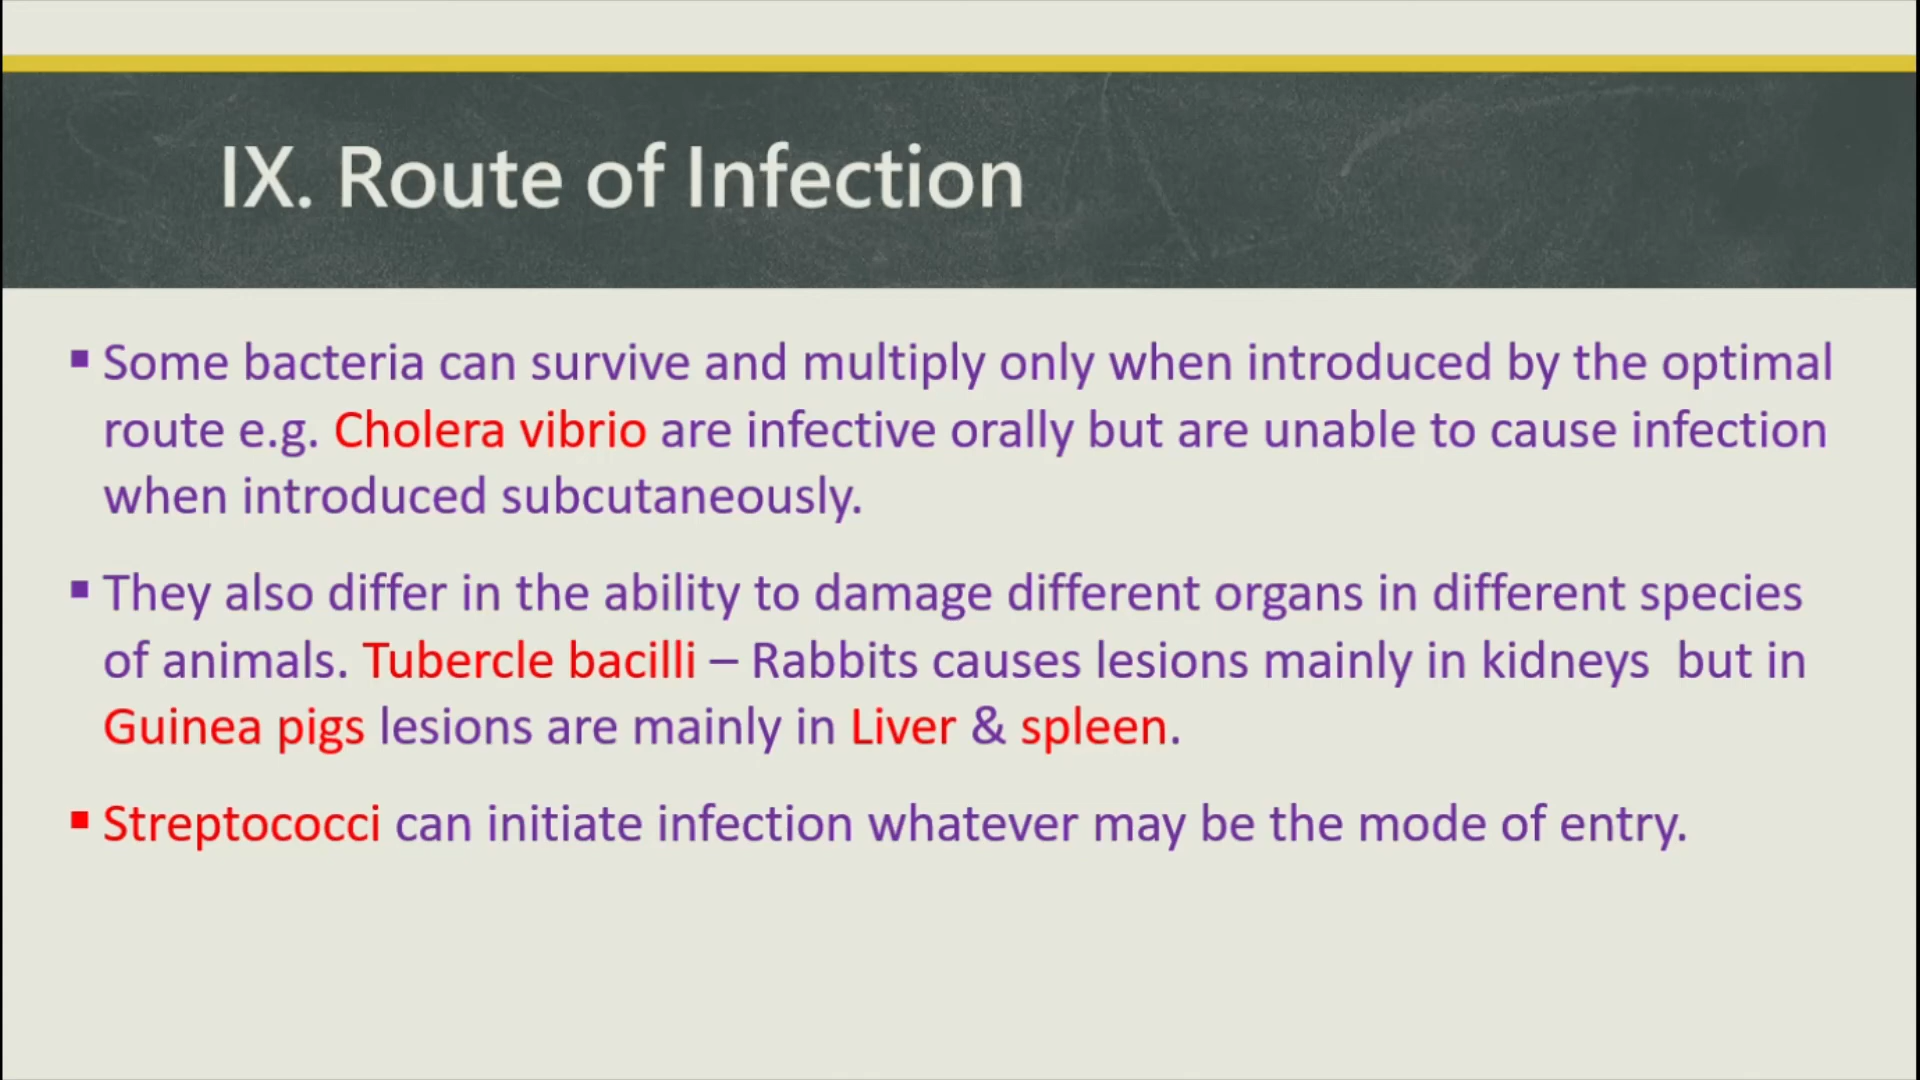 IX. Route of Infection
▪ Some bacteria can survive and multiply only when introduced by the optimal
route e.g. Cholera vibrio are infective orally but are unable to cause infection
when introduced subcutaneously.
▪ They also differ in the ability to damage different organs in different species
of animals. Tubercle bacilli – Rabbits causes lesions mainly in kidneys but in
Guinea pigs lesions are mainly in Liver & spleen.
▪ Streptococci can initiate infection whatever may be the mode of entry.